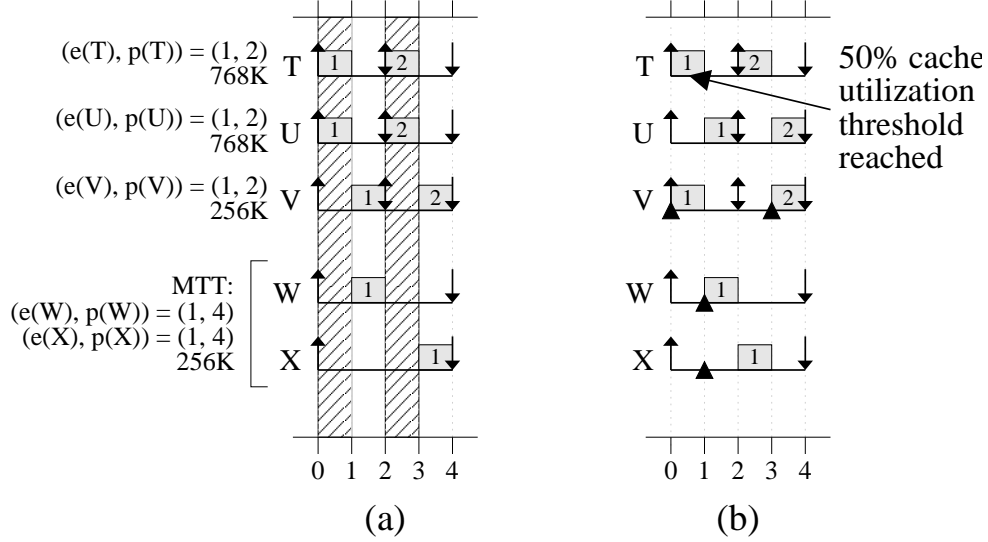 (e(T), p(T)) = (1, 2)
768K
T
1
2
(e(U), p(U)) = (1, 2)
768K
U
1
2
(e(V), p(V)) = (1, 2)
256K
V
1
2
MTT:
(e(W), p(W)) = (1, 4)
(e(X), p(X)) = (1, 4)
256K
W
1
X
1
0 1 2 3 4
(a)
T
1
2
U
1
2
V
1
2
W
1
X
1
50% cache
utilization
threshold
reached
0 1 2 3 4
(b)